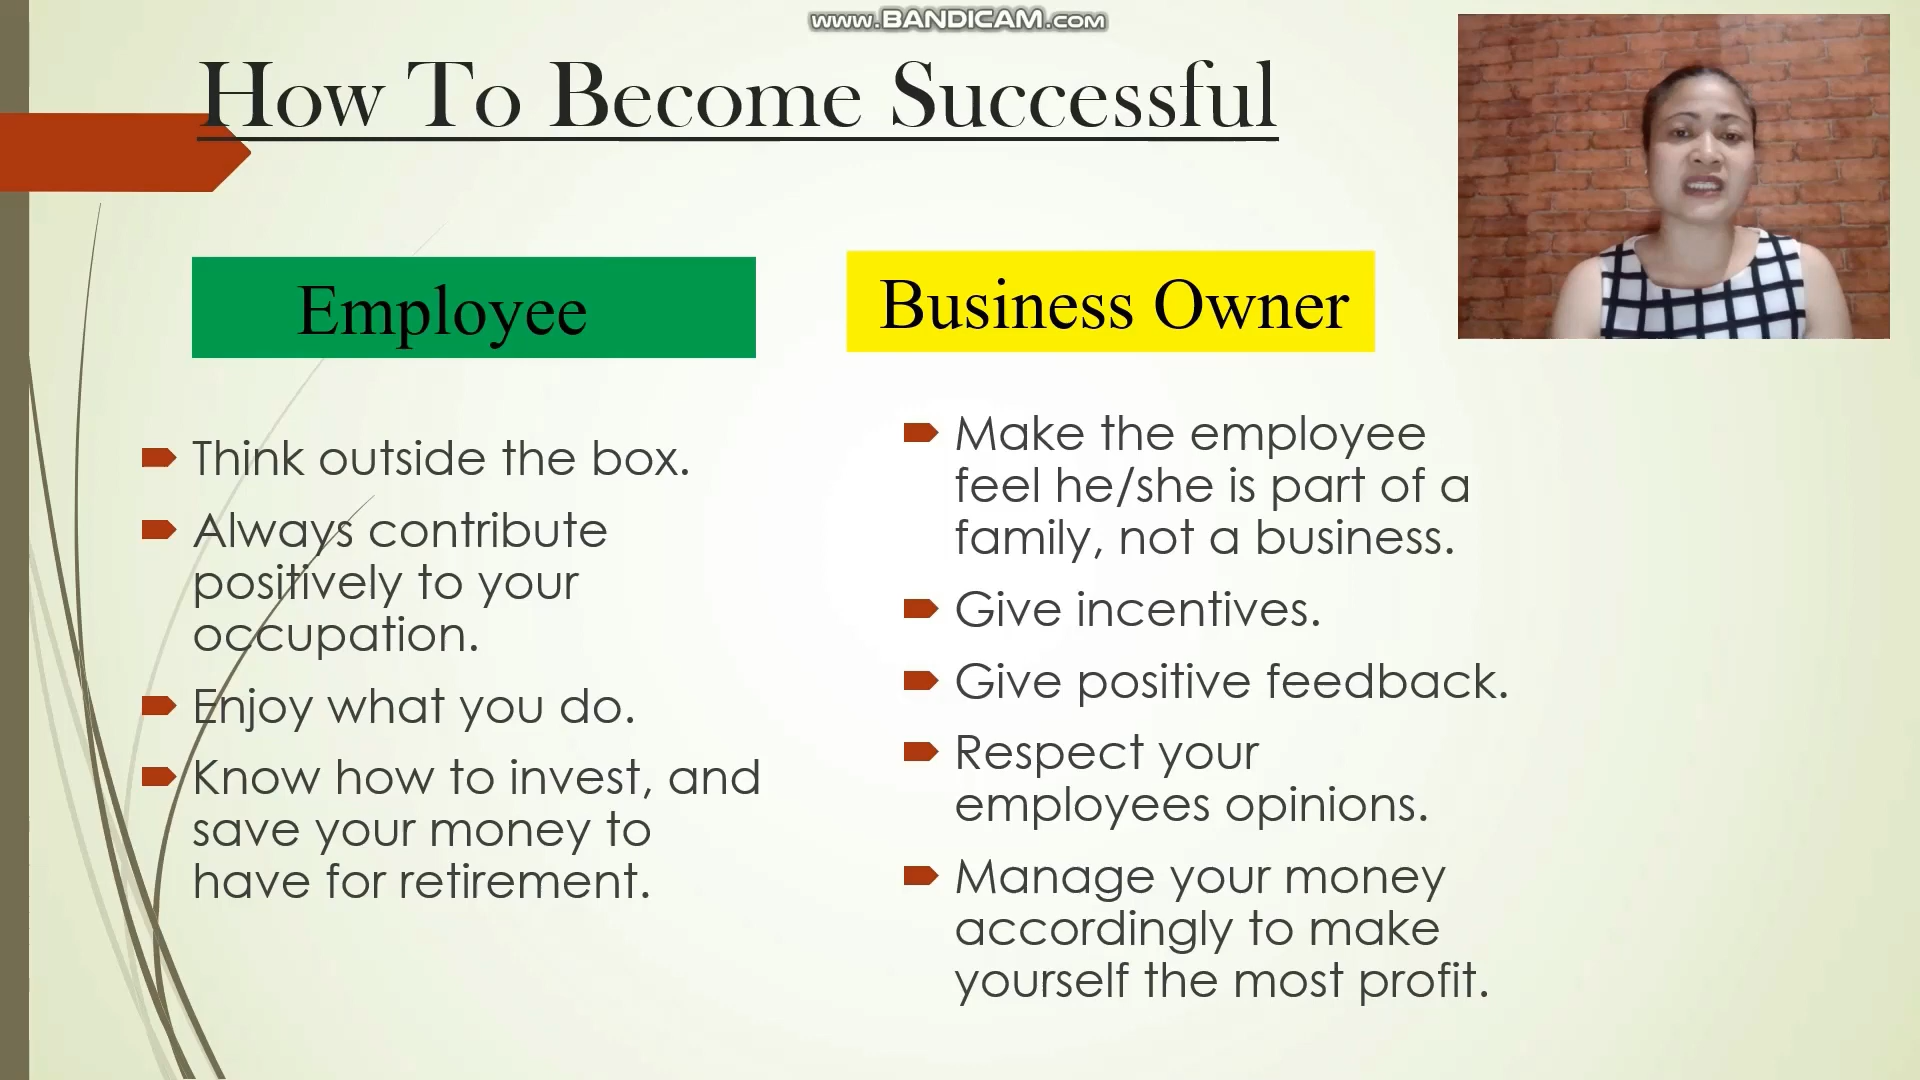 www.BANDICAM.com
How To Become Successful
Employee
Think outside the box.
Always contribute
positively to your
occupation.
Enjoy what you do.
Know how to invest, and
save your money to
have for retirement.
Business Owner
Make the employee
feel he/she is part of a
family, not a business.
Give incentives.
Give positive feedback.
Respect your
employees opinions.
Manage your money
accordingly to make
yourself the most profit.